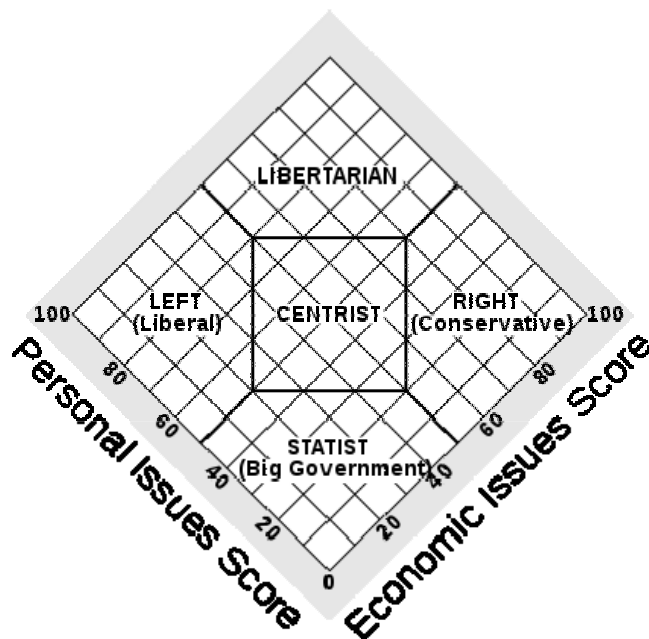 LIBERTARIAN
LEFT
(Liberal)
CENTRIST
RIGHT
(Conservative)
100
100
80
80
60
60
STATIST
(Big Government)
40
40
20
20
0
Personal Issues Score
Economic Issues Score